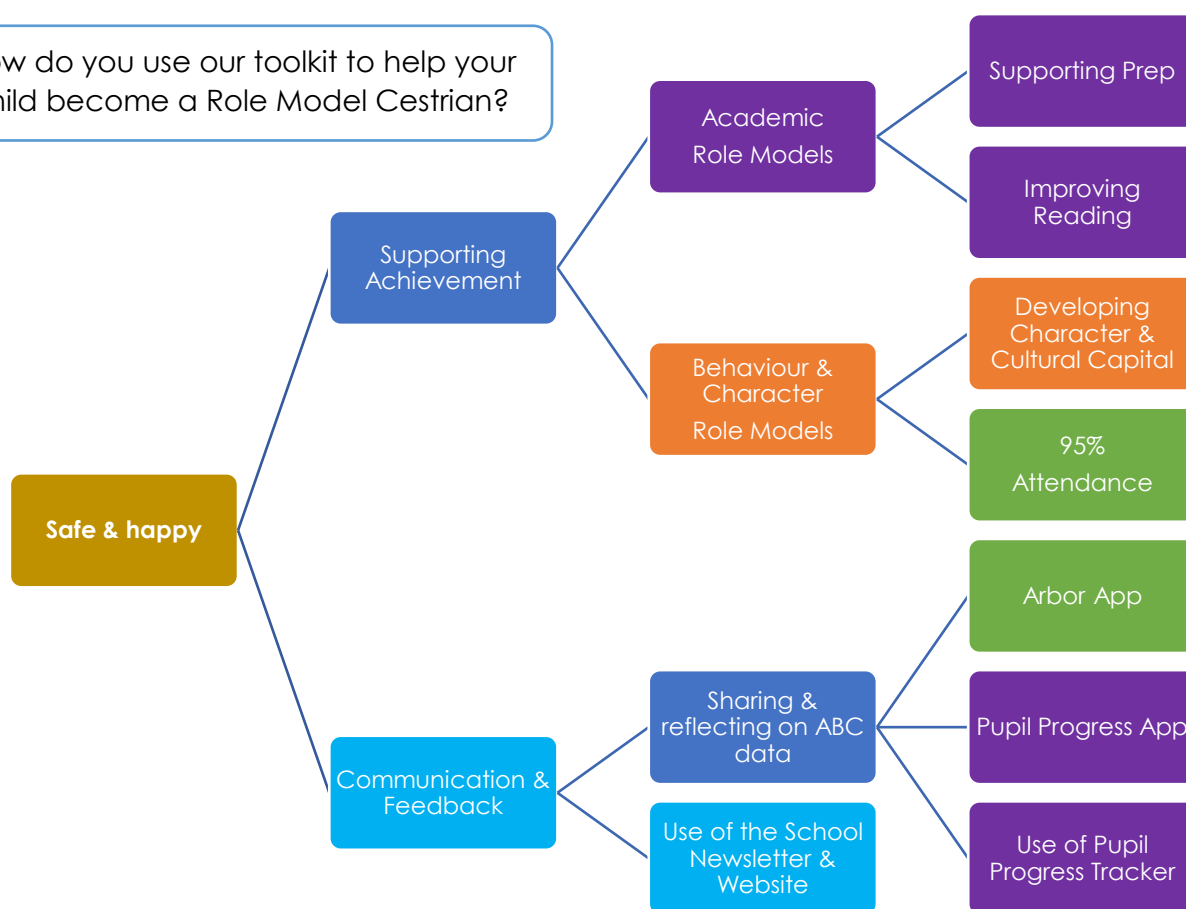 ow do you use our toolkit to help your
hild become a Role Model Cestrian?
Supporting Prep
Academic
Role Models
Improving
Reading
Supporting
Achievement
Developing
Character &
Cultural Capital
Behaviour &
Character
Role Models
95%
Attendance
Safe & happy
Arbor App
Sharing &
reflecting on ABC
data
Pupil Progress App
Communication &
Feedback
Use of the School
Newsletter &
Website
Use of Pupil
Progress Tracker